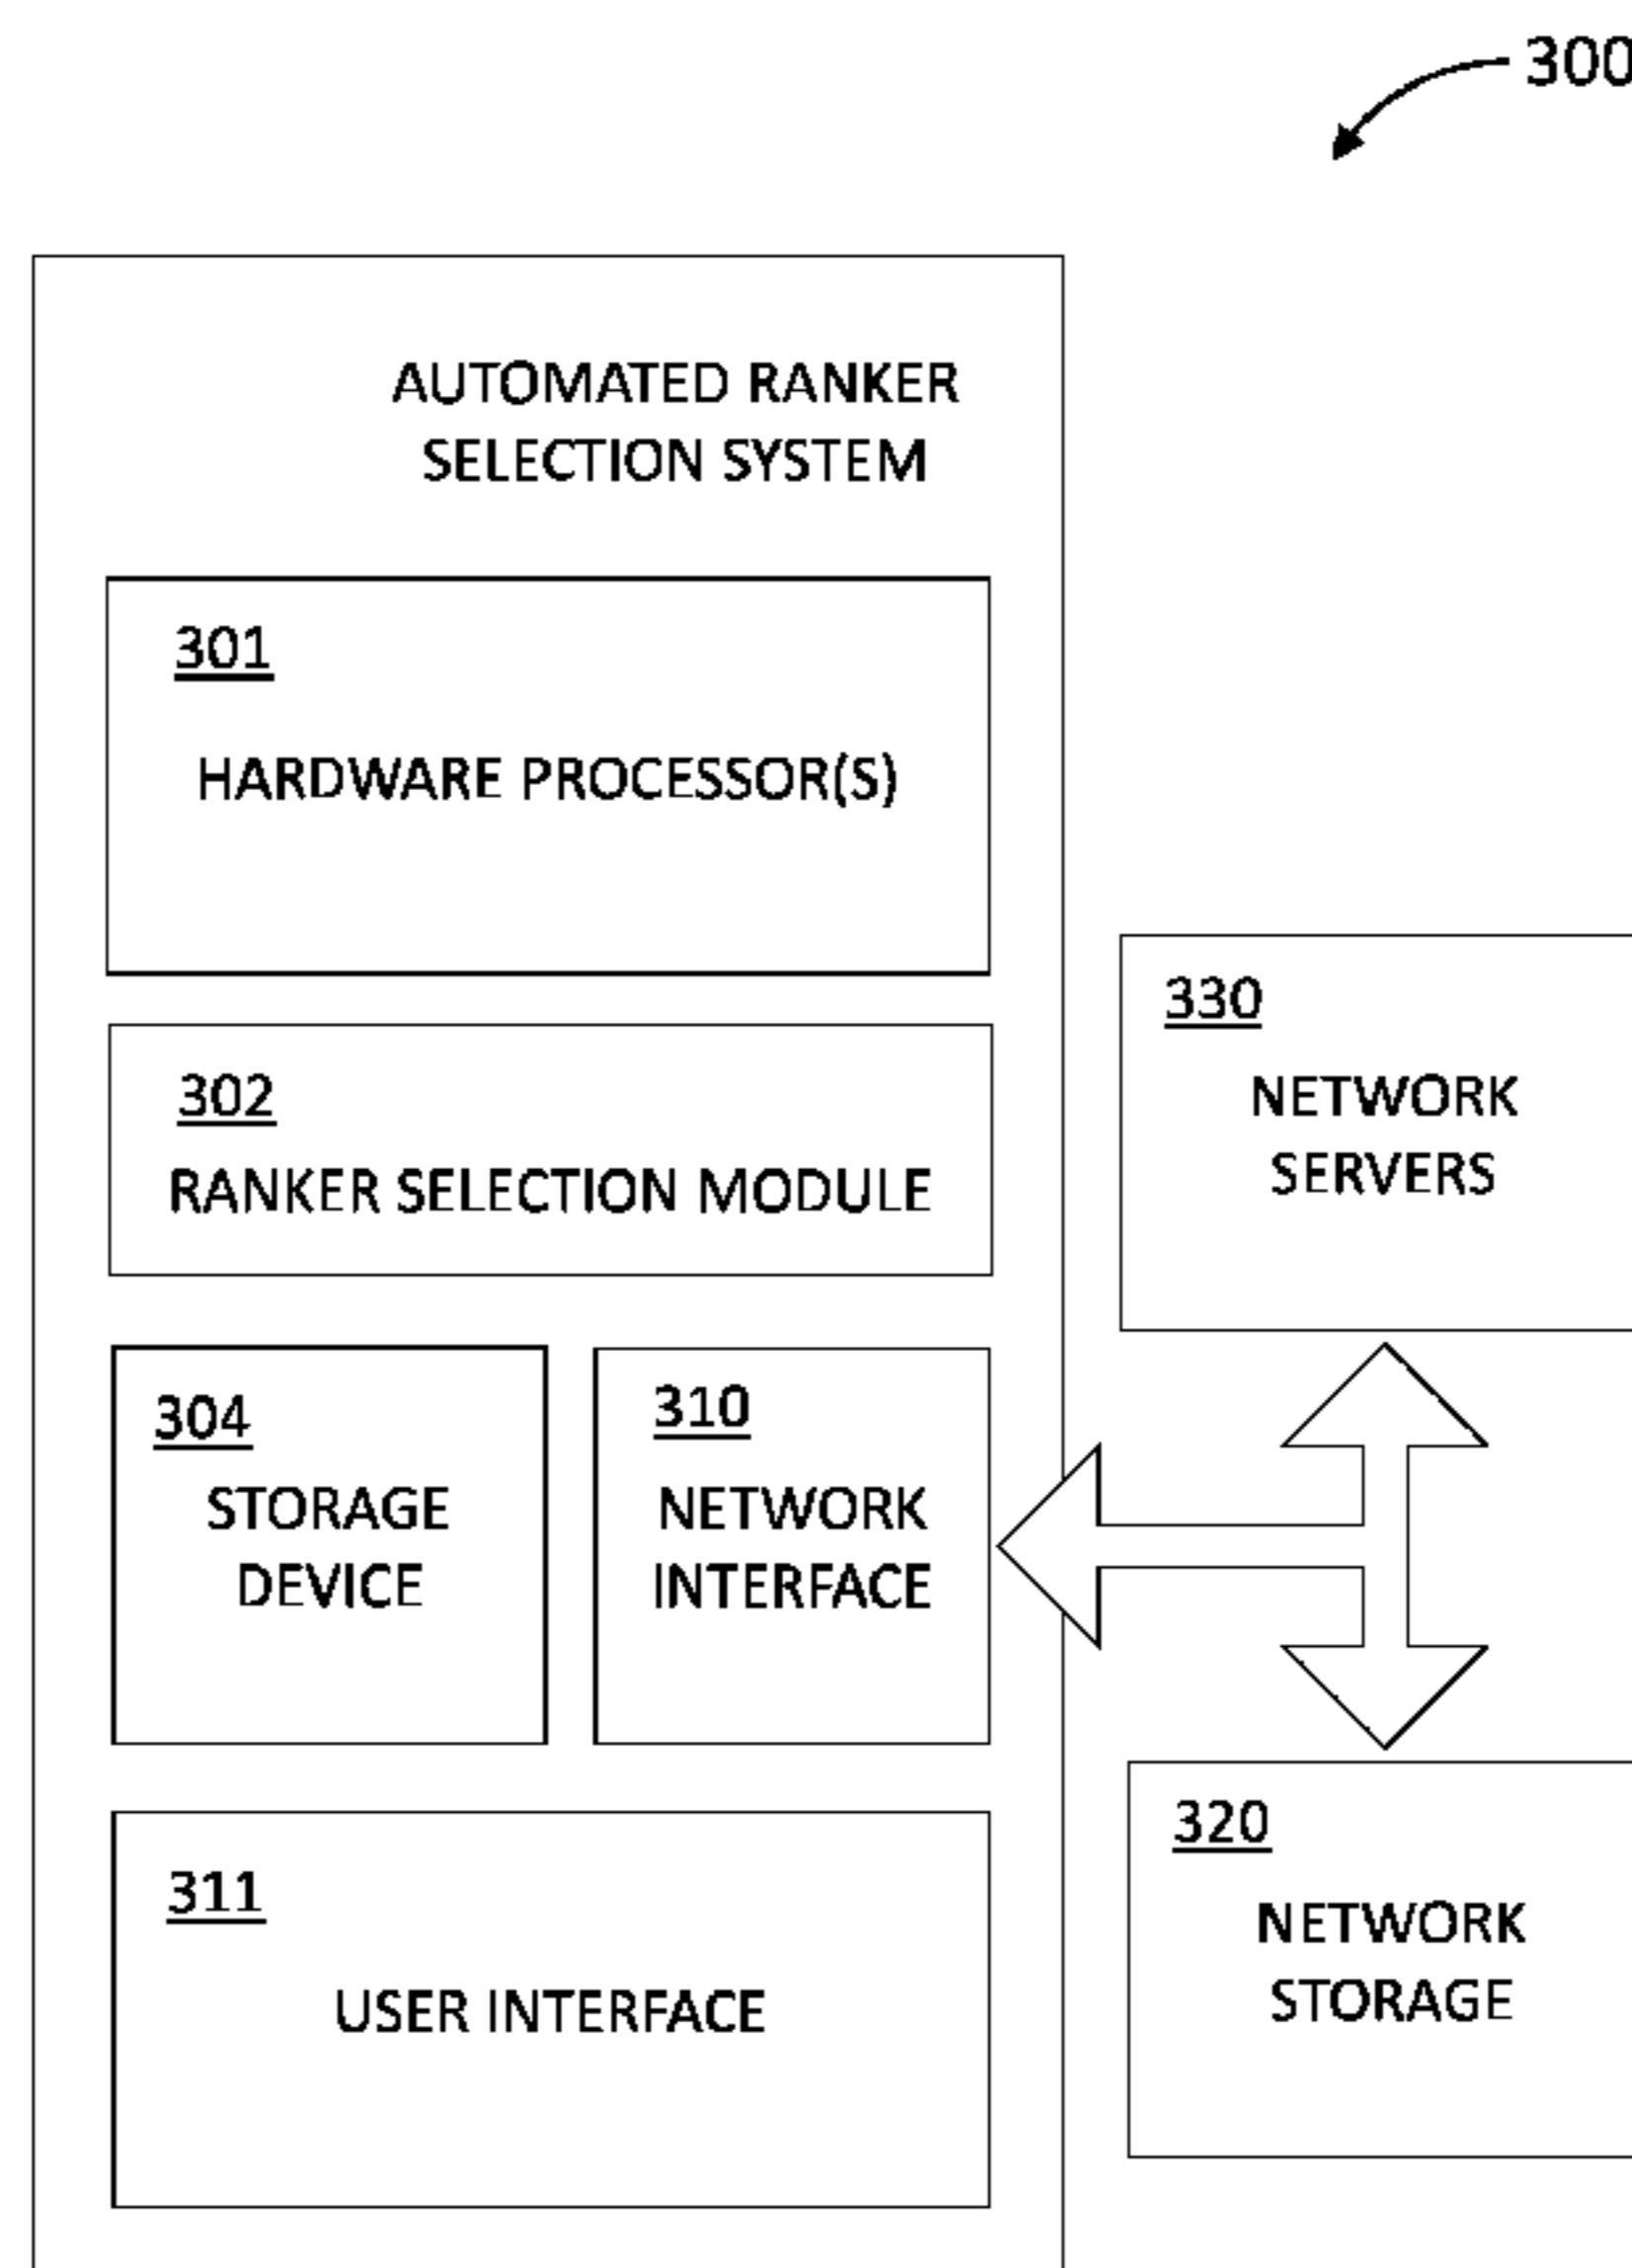 300
AUTOMATED RANKER
SELECTION SYSTEM
301
HARDWARE PROCESSOR(S)
302
RANKER SELECTION MODULE
304
STORAGE
DEVICE
310
NETWORK
INTERFACE
311
USER INTERFACE
330
NETWORK
SERVERS
320
NETWORK
STORAGE